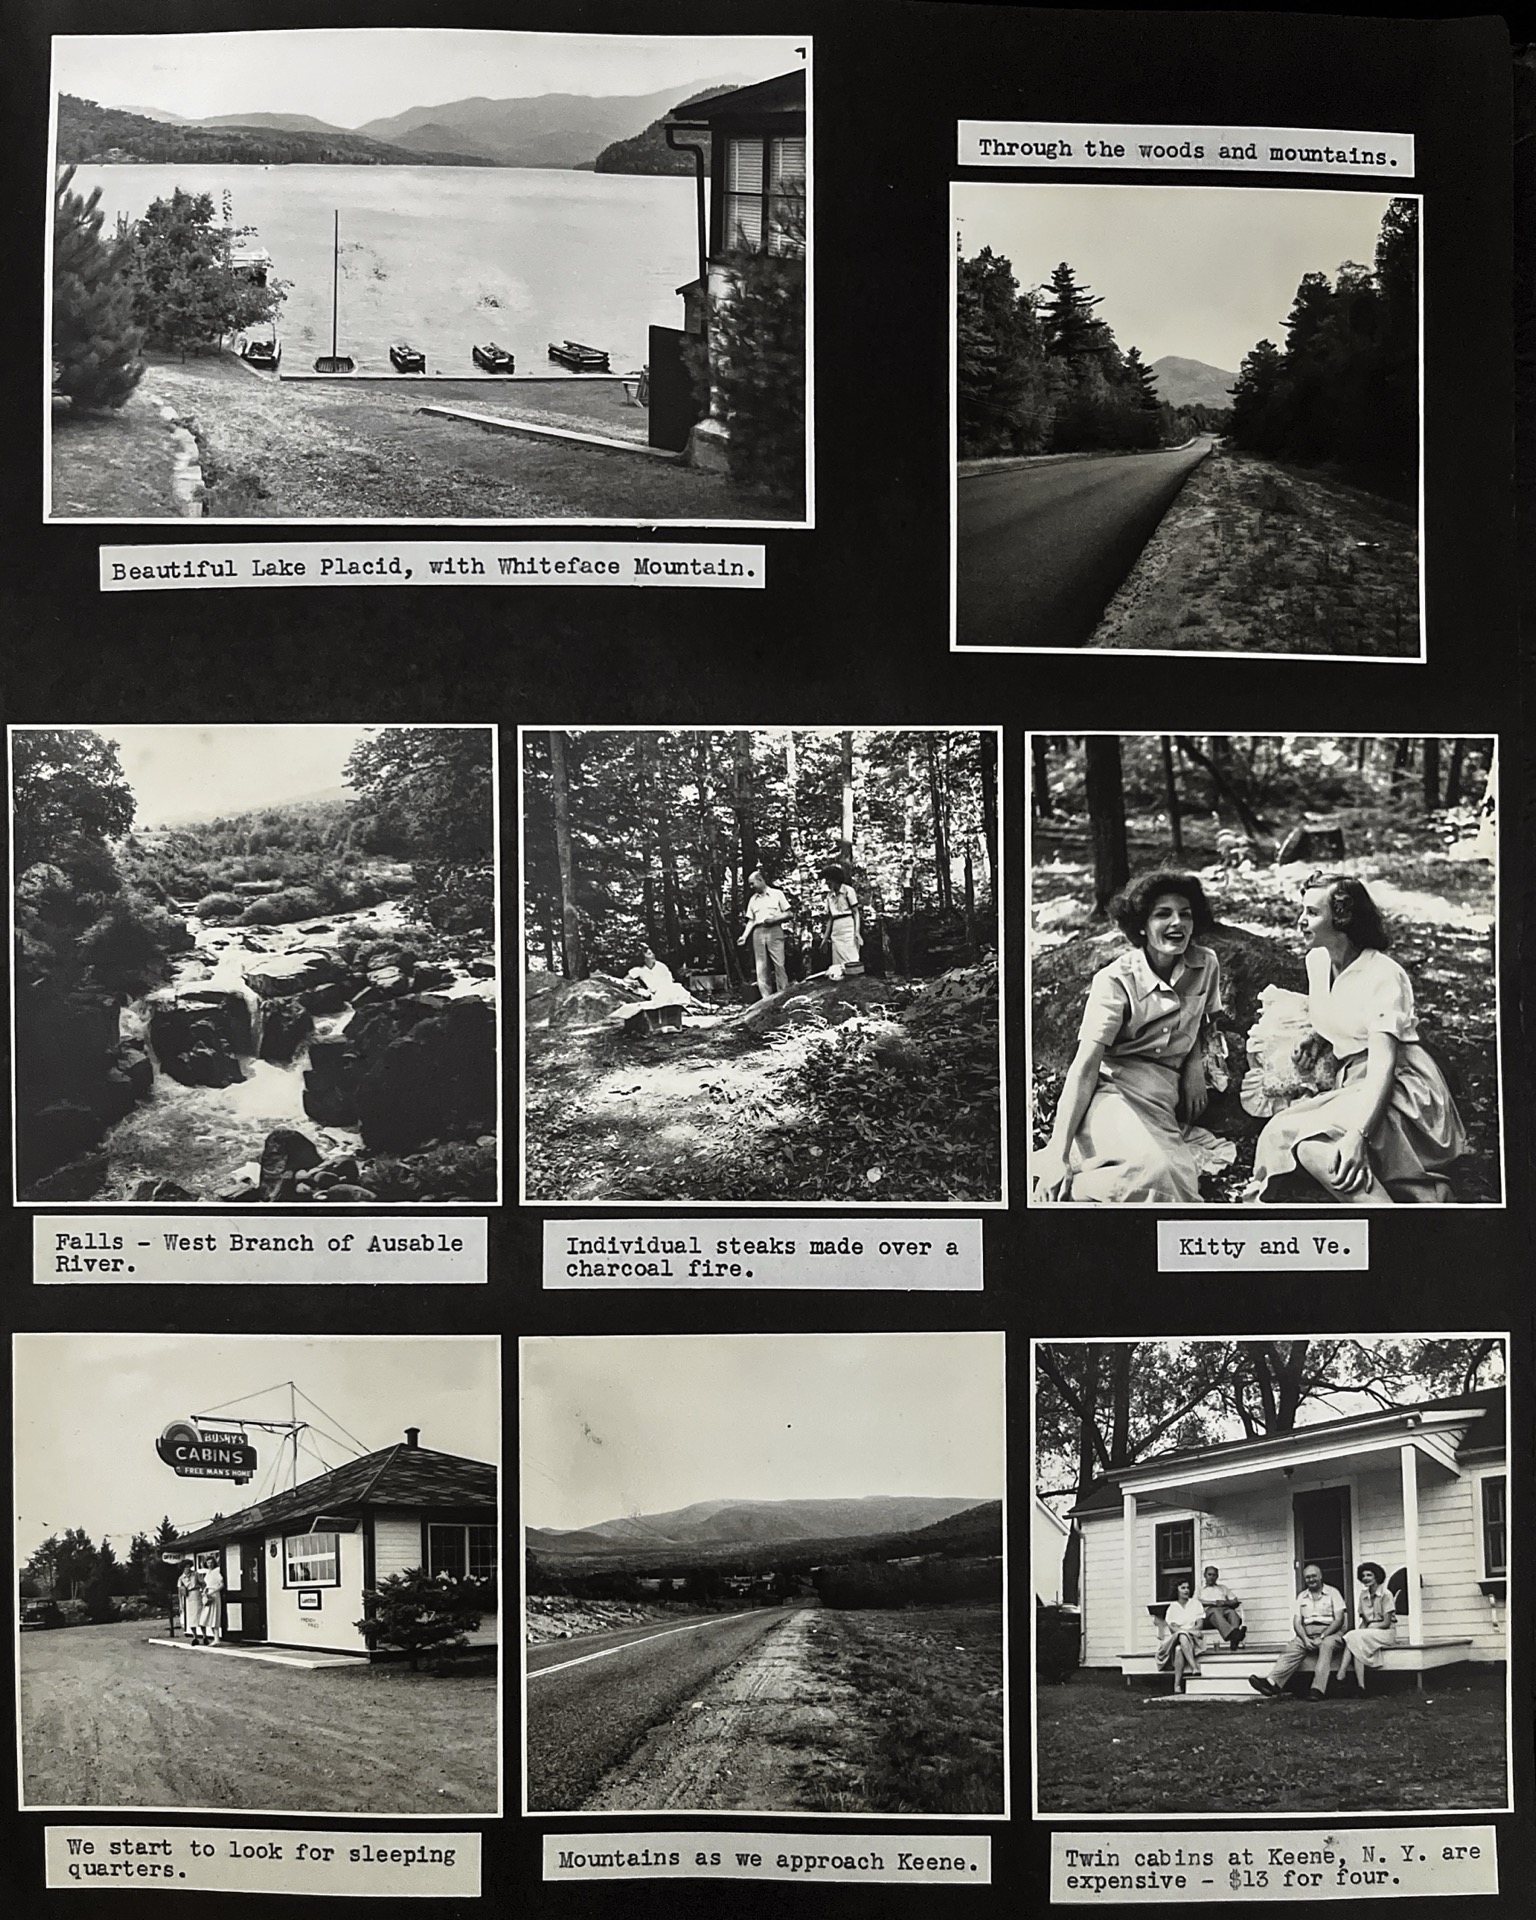 Through the woods and mountains.
Beautiful Lake Placid, with Whiteface Mountain.
Falls - West Branch of Ausable
River.
Individual steaks made over a
charcoal fire.
Kitty and Ve.
BUSHY'S
CABINS
FREE MAN'S HOME
OFFICE
We start to look for sleeping
quarters.
Mountains as we approach Keene.
Twin cabins at Keene, N. Y. are
expensive - $13 for four.